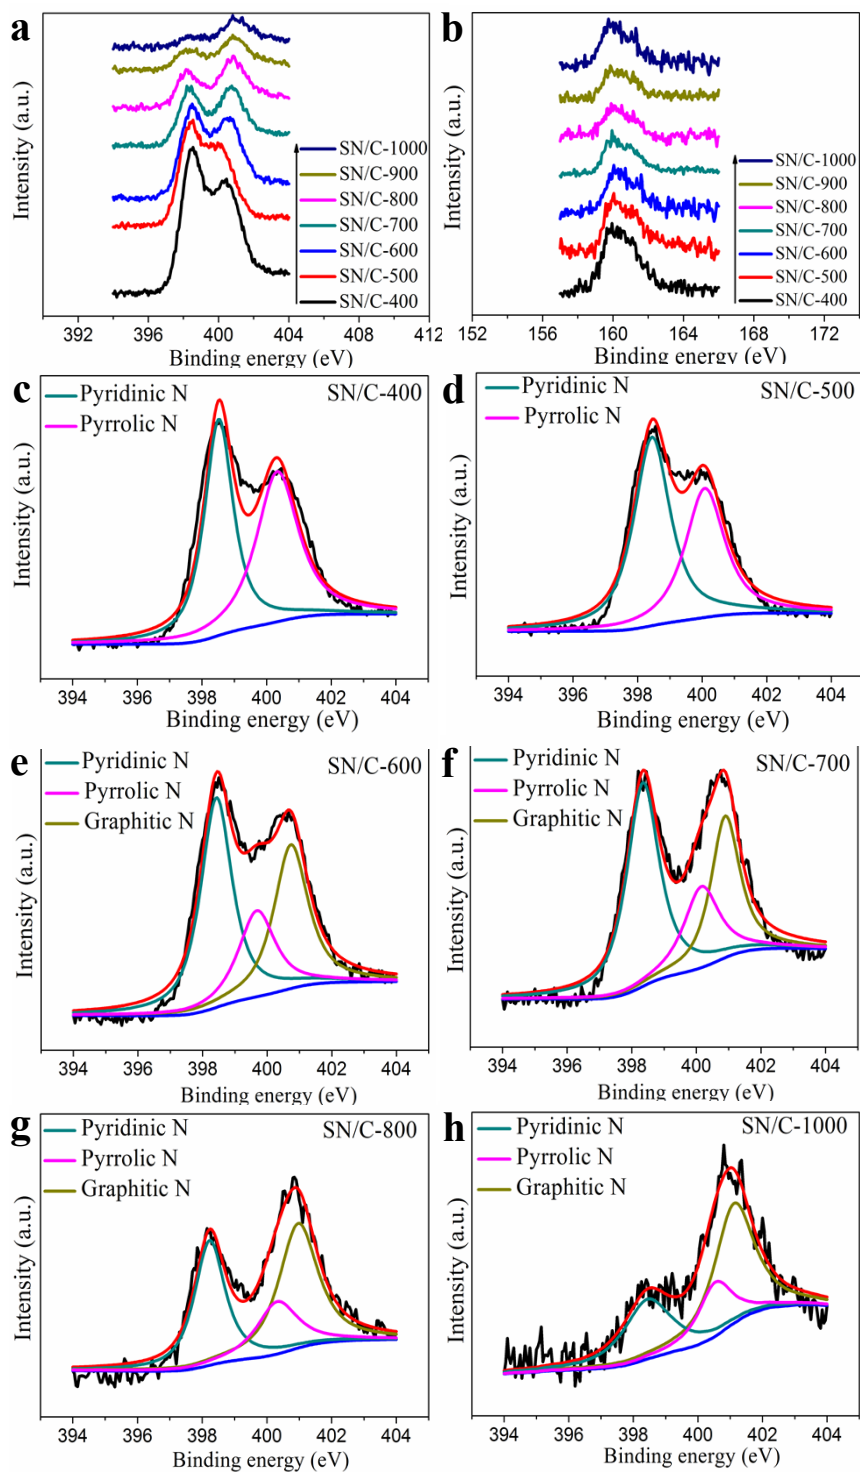 a
Intensity (a.u.)
SN/C-1000
SN/C-900
SN/C-800
SN/C-700
SN/C-600
SN/C-500
SN/C-400
392 396 400 404 408 412
Binding energy (eV)
b
Intensity (a.u.)
SN/C-1000
SN/C-900
SN/C-800
SN/C-700
SN/C-600
SN/C-500
SN/C-400
152 156 160 164 168 172
Binding energy (eV)
c
Pyridinic N
Pyrrolic N
SN/C-400
Intensity (a.u.)
394 396 398 400 402 404
Binding energy (eV)
d
Pyridinic N
Pyrrolic N
SN/C-500
Intensity (a.u.)
394 396 398 400 402 404
Binding energy (eV)
e
Pyridinic N
Pyrrolic N
Graphitic N
SN/C-600
Intensity (a.u.)
394 396 398 400 402 404
Binding energy (eV)
f
Pyridinic N
Pyrrolic N
Graphitic N
SN/C-700
Intensity (a.u.)
394 396 398 400 402 404
Binding energy (eV)
g
Pyridinic N
Pyrrolic N
Graphitic N
SN/C-800
Intensity (a.u.)
394 396 398 400 402 404
Binding energy (eV)
h
Pyridinic N
Pyrrolic N
Graphitic N
SN/C-1000
Intensity (a.u.)
394 396 398 400 402 404
Binding energy (eV)